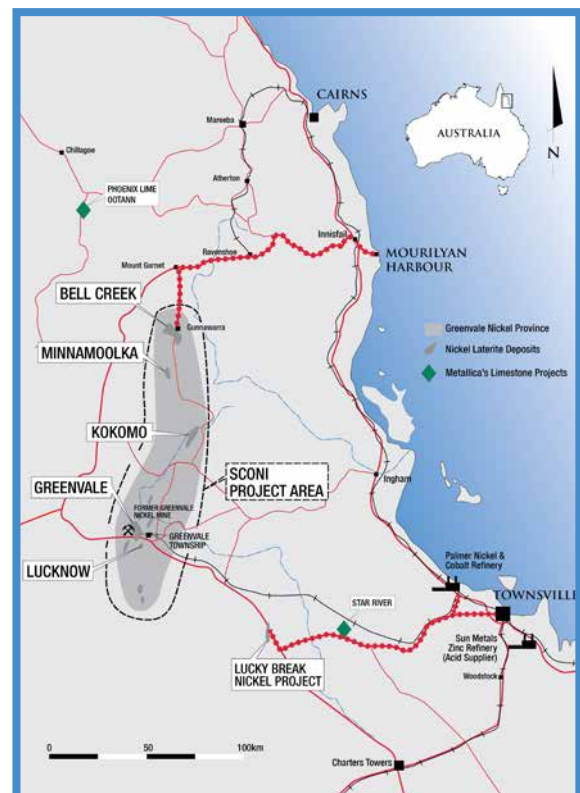 CAIRNS
AUSTRALIA
N
Mareeba
Chillagoe
PHOENIX LIME
OOTANN
Atherton
Innisfail
Ravenshoe
MOURILYAN
HARBOUR
Mount Garnet
BELL CREEK
Gunnawarra
Greenvale Nickel Province
MINNAMOOLKA
Nickel Laterite Deposits
Metallica's Limestone Projects
KOKOMO
SCONI
PROJECT AREA
GREENVALE
Ingham
FORMER GREENVALE
NICKEL MINE
GREENVALE
TOWNSHIP
LUCKNOW
Palmer Nickel &
Cobalt Refinery
TOWNSVILLE
STAR RIVER
Sun Metals
Zinc Refinery
(Acid Supplier)
LUCKY BREAK
NICKEL PROJECT
Woodstock
0 50 100km
Charters Towers